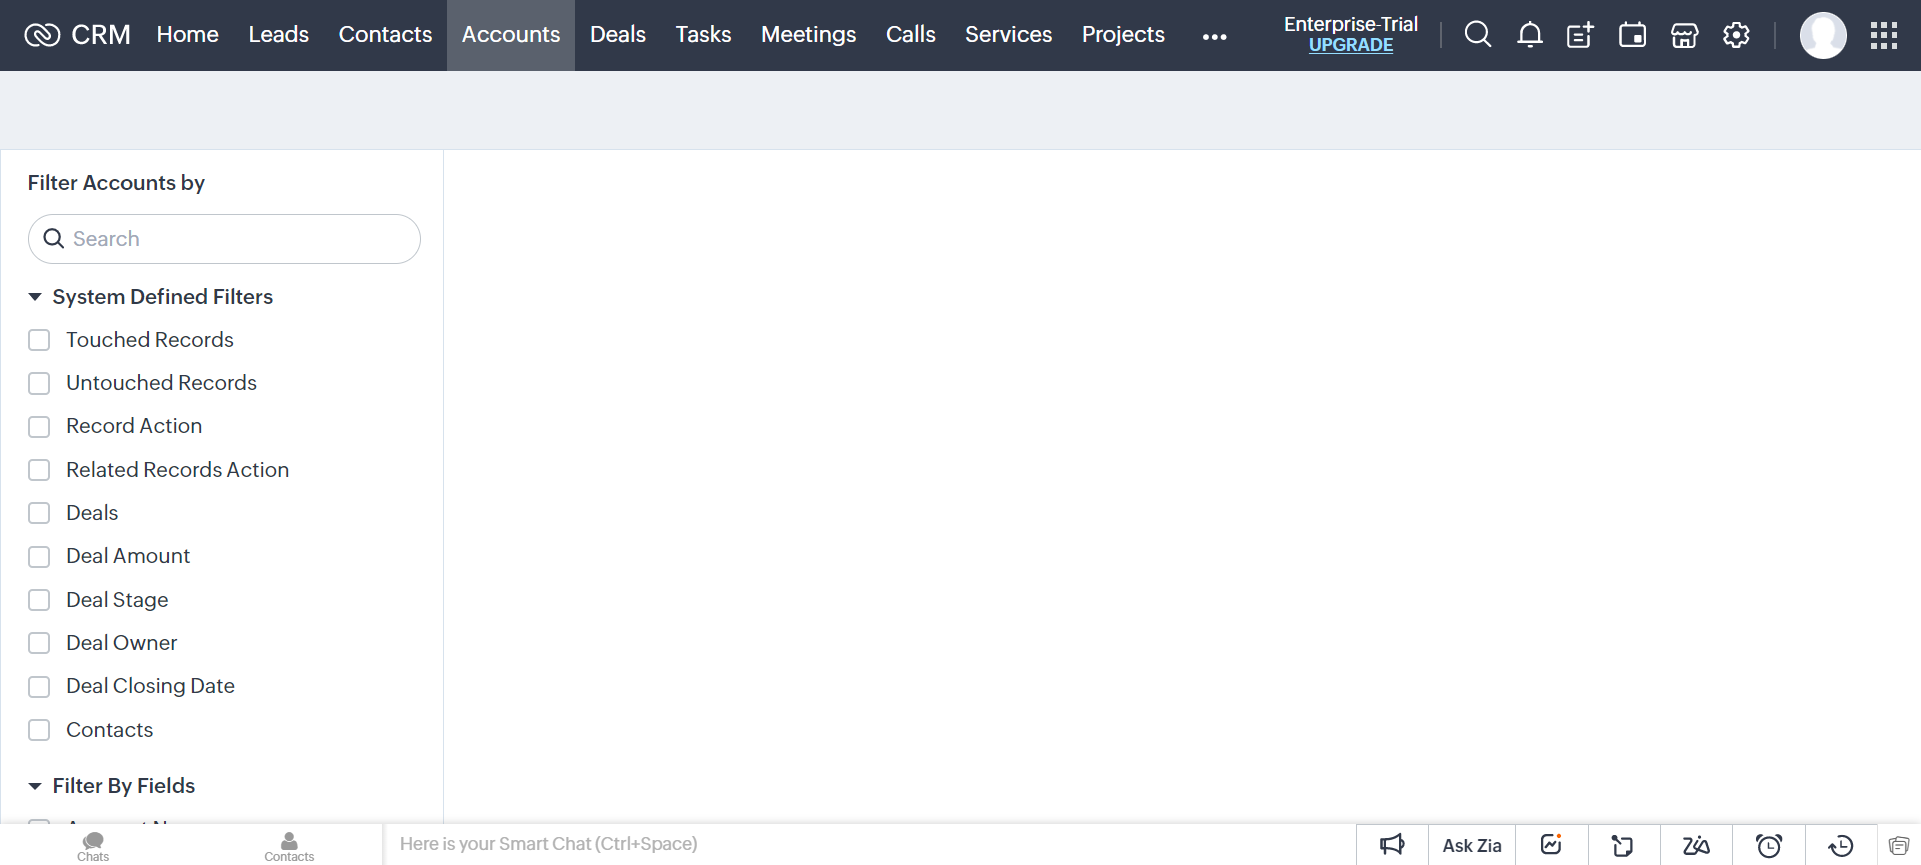 CRM Home Leads Contacts Accounts Deals Tasks Meetings Calls Services Projects ... Enterprise-Trial
UPGRADE
Filter Accounts by
Search
System Defined Filters
Touched Records
Untouched Records
Record Action
Related Records Action
Deals
Deal Amount
Deal Stage
Deal Owner
Deal Closing Date
Contacts
Filter By Fields
Chats
Contacts
Here is your Smart Chat (Ctrl+Space)
Ask Zia